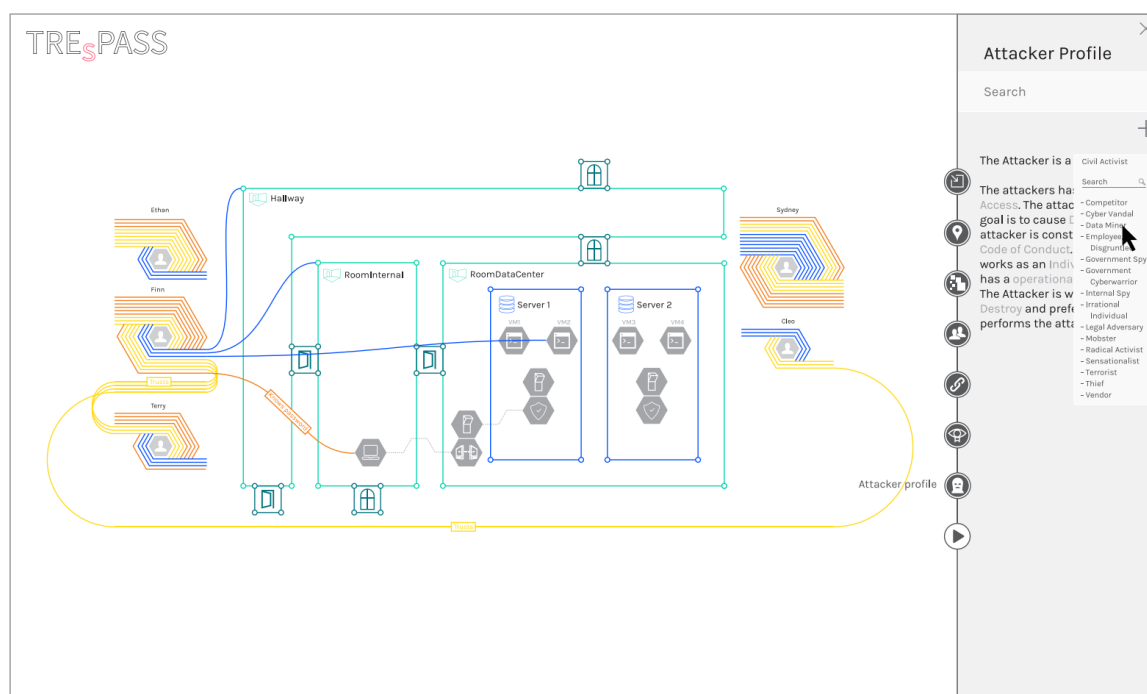 TRESPASS
Attacker Profile
Search
The Attacker is a
Civil Activist
Search
The attackers has
Access. The attac
goal is to cause
attacker is const
Code of Conduct.
works as an Indiv
has a operationa
The Attacker is w
Destroy and prefe
performs the atta
- Competitor
- Cyber Vandal
- Data Miner
- Employee
Disgruntled
- Government Spy
- Government
Cyberwarrior
- Internal Spy
- Irrational
Individual
- Legal Adversary
- Mobster
- Radical Activist
- Sensationalist
- Terrorist
- Thief
- Vendor
Attacker profile
Hallway
Ethan
Sydney
RoomInternal
RoomDataCenter
Finn
Server 1
Server 2
VM1
VM2
VM3
VM4
Cleo
Trusts
Knows password
Terry
Trusts